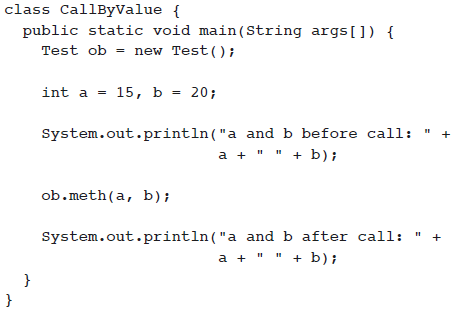 class CallByValue {
  public static void main(String args[]) {
    Test ob = new Test();

    int a = 15, b = 20;

    System.out.println("a and b before call: " +
                       a + " " + b);

    ob.meth(a, b);

    System.out.println("a and b after call: " +
                       a + " " + b);
  }
}